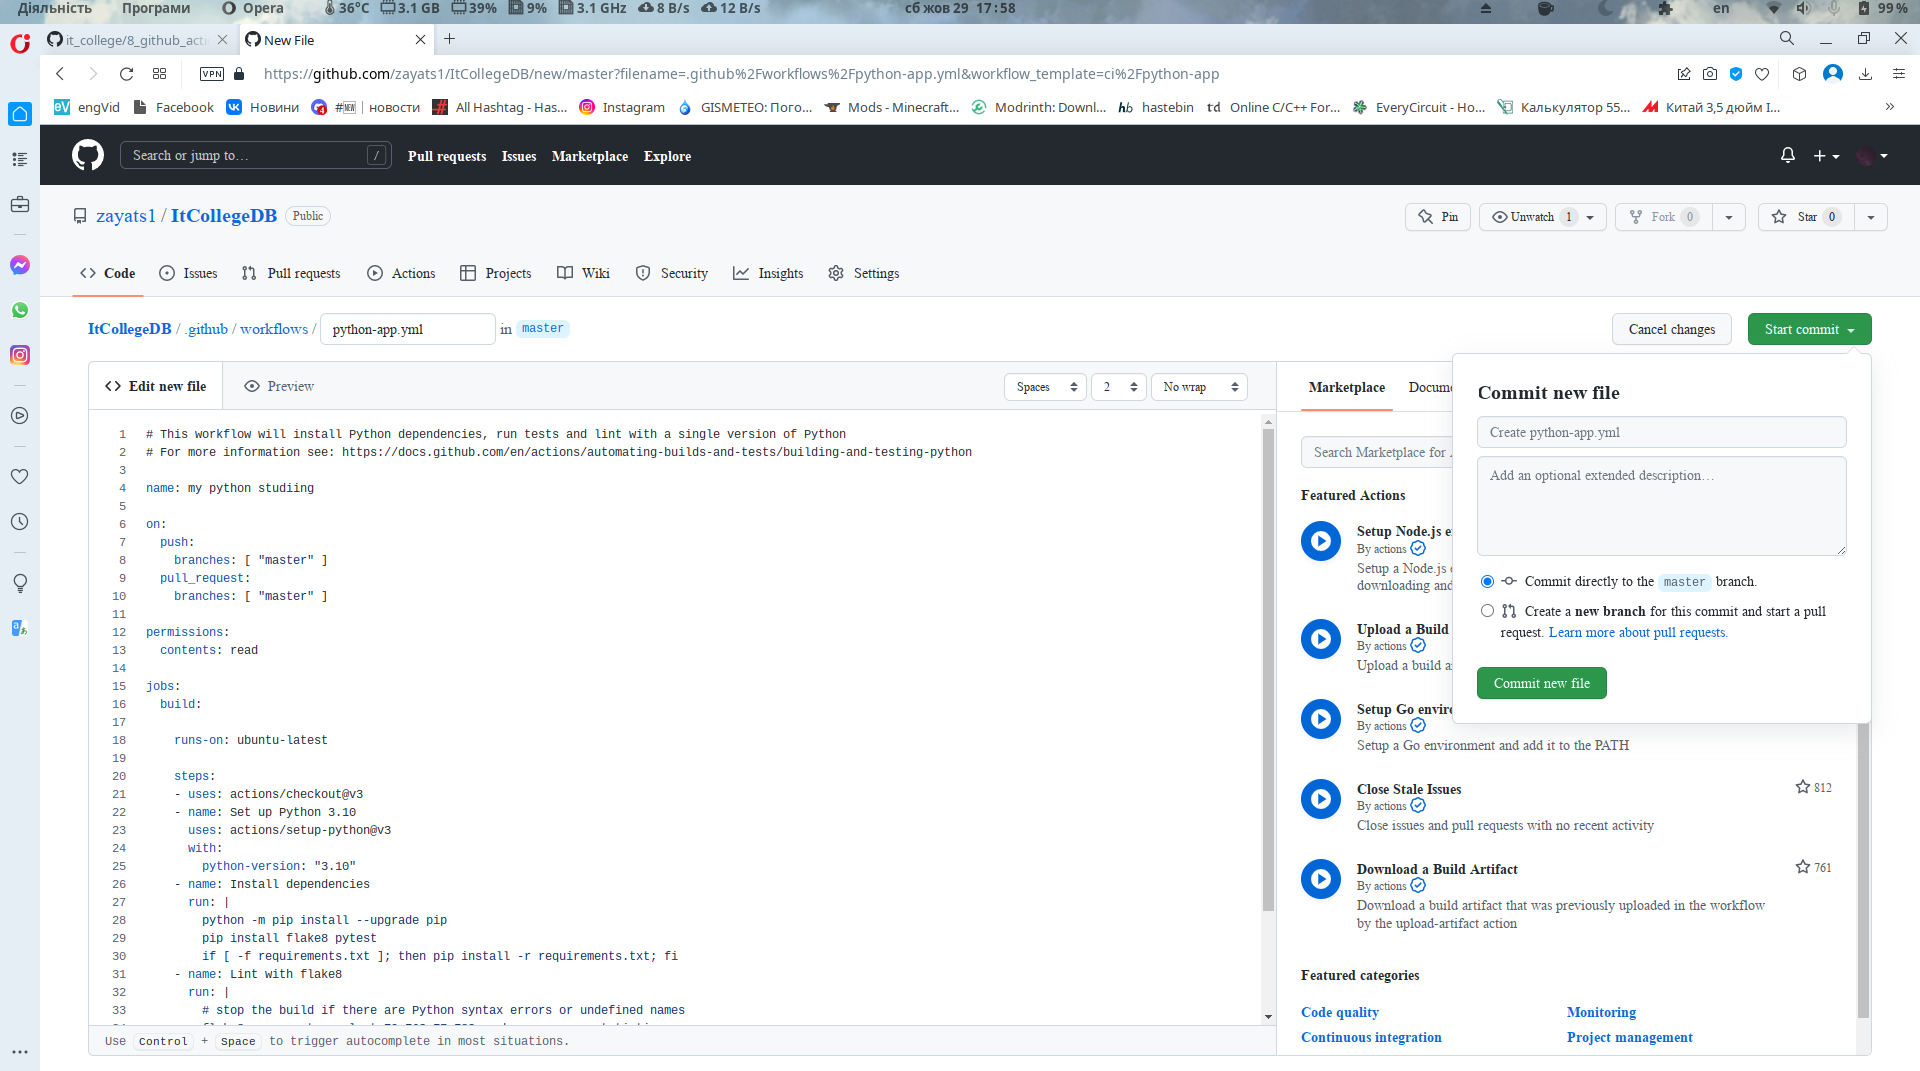 Діяльність Програми Opera 36°C 3.1 GB 39% 9% 3.1 GHz 8 B/s 12 B/s сб жов 29 17:58 en 99 %
it_college/8_github_acti New File
VPN https://github.com/zayats1/ItCollegeDB/new/master?filename=.github%2Fworkflows%2Fpython-app.yml&workflow_template=ci%2Fpython-app
engVid Facebook Новини #NEW | новости All Hashtag - Has... Instagram GISMETEO: Пого... Mods - Minecraft... Modrinth: Downl... hb hastebin td Online C/C++ For... EveryCircuit - Ho... Калькулятор 55... Китай 3,5 дюйм I... »
Search or jump to… / Pull requests Issues Marketplace Explore
zayats1 / ItCollegeDB Public Pin Unwatch 1 Fork 0 Star 0
Code Issues Pull requests Actions Projects Wiki Security Insights Settings
ItCollegeDB / .github / workflows / python-app.yml in master Cancel changes Start commit
Edit new file Preview Spaces 2 No wrap
1 # This workflow will install Python dependencies, run tests and lint with a single version of Python
2 # For more information see: https://docs.github.com/en/actions/automating-builds-and-tests/building-and-testing-python
3
4 name: my python studiing
5
6 on:
7 push:
8 branches: [ "master" ]
9 pull_request:
10 branches: [ "master" ]
11
12 permissions:
13 contents: read
14
15 jobs:
16 build:
17
18 runs-on: ubuntu-latest
19
20 steps:
21 - uses: actions/checkout@v3
22 - name: Set up Python 3.10
23 uses: actions/setup-python@v3
24 with:
25 python-version: "3.10"
26 - name: Install dependencies
27 run: |
28 python -m pip install --upgrade pip
29 pip install flake8 pytest
30 if [ -f requirements.txt ]; then pip install -r requirements.txt; fi
31 - name: Lint with flake8
32 run: |
33 # stop the build if there are Python syntax errors or undefined names
Use Control + Space to trigger autocomplete in most situations.
Marketplace Docume
Search Marketplace for
Featured Actions
Setup Node.js e
By actions
Setup a Node.js
downloading and
Upload a Build
By actions
Upload a build a
Setup Go enviro
By actions
Setup a Go environment and add it to the PATH
Close Stale Issues 812
By actions
Close issues and pull requests with no recent activity
Download a Build Artifact 761
By actions
Download a build artifact that was previously uploaded in the workflow
by the upload-artifact action
Featured categories
Code quality Monitoring
Continuous integration Project management
Commit new file
Create python-app.yml
Add an optional extended description…
Commit directly to the master branch.
Create a new branch for this commit and start a pull
request. Learn more about pull requests.
Commit new file